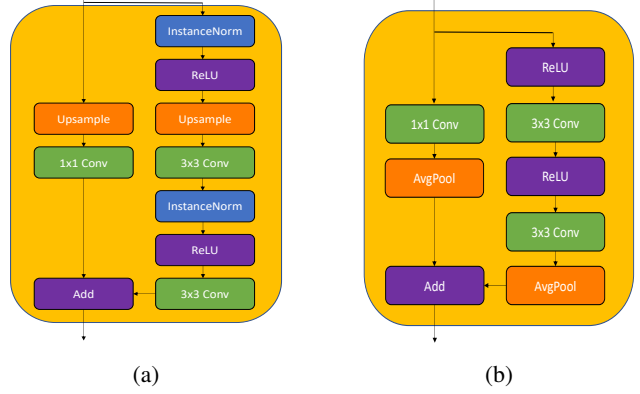 InstanceNorm
ReLU
Upsample
Upsample
1x1 Conv
3x3 Conv
InstanceNorm
ReLU
Add
3x3 Conv
(a)
ReLU
1x1 Conv
3x3 Conv
AvgPool
ReLU
3x3 Conv
Add
AvgPool
(b)